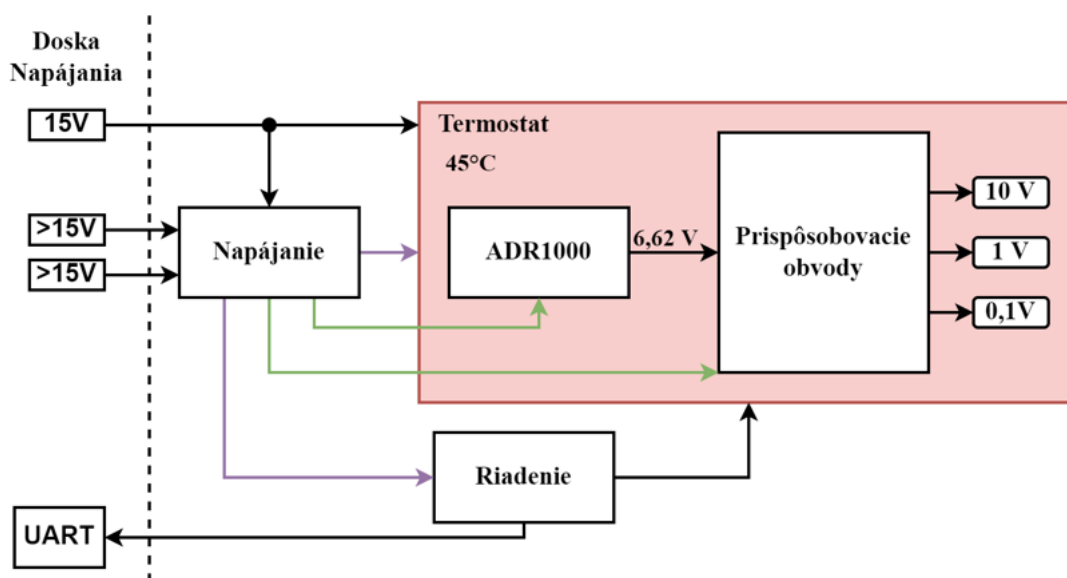 Doska
Napájania
15V
Termostat
45°C
>15V
>15V
Napájanie
ADR1000
6,62 V
Prispôsobovacie
obvody
10 V
1 V
0,1V
Riadenie
UART